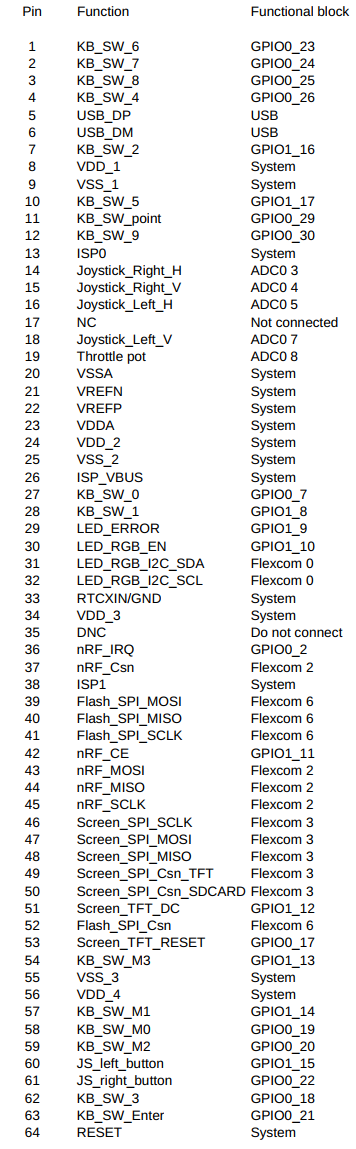 Pin Function Functional block
1 KB_SW_6 GPIO0_23
2 KB_SW_7 GPIO0_24
3 KB_SW_8 GPIO0_25
4 KB_SW_4 GPIO0_26
5 USB_DP USB
6 USB_DM USB
7 KB_SW_2 GPIO1_16
8 VDD_1 System
9 VSS_1 System
10 KB_SW_5 GPIO1_17
11 KB_SW_point GPIO0_29
12 KB_SW_9 GPIO0_30
13 ISP0 System
14 Joystick_Right_H ADC0 3
15 Joystick_Right_V ADC0 4
16 Joystick_Left_H ADC0 5
17 NC Not connected
18 Joystick_Left_V ADC0 7
19 Throttle pot ADC0 8
20 VSSA System
21 VREFN System
22 VREFP System
23 VDDA System
24 VDD_2 System
25 VSS_2 System
26 ISP_VBUS System
27 KB_SW_0 GPIO0_7
28 KB_SW_1 GPIO1_8
29 LED_ERROR GPIO1_9
30 LED_RGB_EN GPIO1_10
31 LED_RGB_I2C_SDA Flexcom 0
32 LED_RGB_I2C_SCL Flexcom 0
33 RTCXIN/GND System
34 VDD_3 System
35 DNC Do not connect
36 nRF_IRQ GPIO0_2
37 nRF_Csn Flexcom 2
38 ISP1 System
39 Flash_SPI_MOSI Flexcom 6
40 Flash_SPI_MISO Flexcom 6
41 Flash_SPI_SCLK Flexcom 6
42 nRF_CE GPIO1_11
43 nRF_MOSI Flexcom 2
44 nRF_MISO Flexcom 2
45 nRF_SCLK Flexcom 2
46 Screen_SPI_SCLK Flexcom 3
47 Screen_SPI_MOSI Flexcom 3
48 Screen_SPI_MISO Flexcom 3
49 Screen_SPI_Csn_TFT Flexcom 3
50 Screen_SPI_Csn_SDCARD Flexcom 3
51 Screen_TFT_DC GPIO1_12
52 Flash_SPI_Csn Flexcom 6
53 Screen_TFT_RESET GPIO0_17
54 KB_SW_M3 GPIO1_13
55 VSS_3 System
56 VDD_4 System
57 KB_SW_M1 GPIO1_14
58 KB_SW_M0 GPIO0_19
59 KB_SW_M2 GPIO0_20
60 JS_left_button GPIO1_15
61 JS_right_button GPIO0_22
62 KB_SW_3 GPIO0_18
63 KB_SW_Enter GPIO0_21
64 RESET System